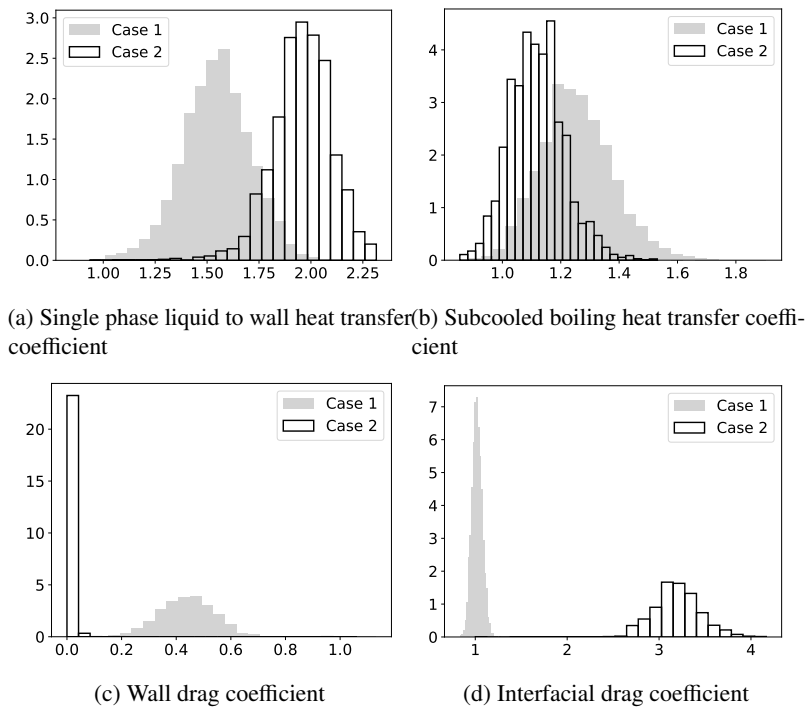 3.0
2.5
2.0
1.5
1.0
0.5
0.0
Case 1
Case 2
1.00 1.25 1.50 1.75 2.00 2.25
4
3
2
1
0
Case 1
Case 2
1.0 1.2 1.4 1.6 1.8
(a) Single phase liquid to wall heat transfer
coefficient
(b) Subcooled boiling heat transfer coeffi-
cient
20
15
10
5
0
Case 1
Case 2
0.0 0.2 0.4 0.6 0.8 1.0
7
6
5
4
3
2
1
0
Case 1
Case 2
1 2 3 4
(c) Wall drag coefficient
(d) Interfacial drag coefficient